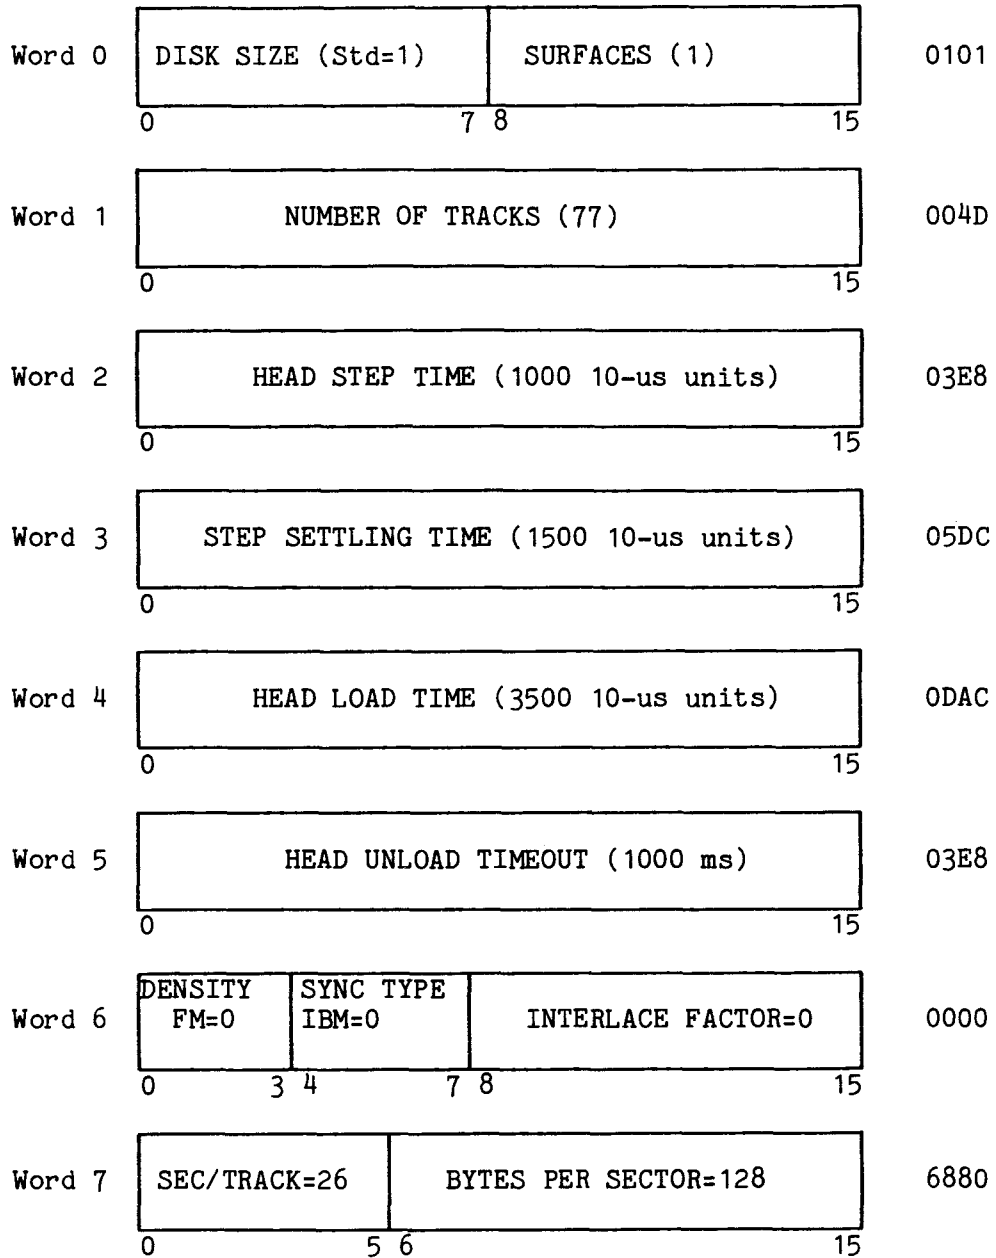 Word 0 DISK SIZE (Std=1) SURFACES (1) 0101
0 7 8 15
Word 1 NUMBER OF TRACKS (77) 004D
0 15
Word 2 HEAD STEP TIME (1000 10-us units) 03E8
0 15
Word 3 STEP SETTLING TIME (1500 10-us units) 05DC
0 15
Word 4 HEAD LOAD TIME (3500 10-us units) 0DAC
0 15
Word 5 HEAD UNLOAD TIMEOUT (1000 ms) 03E8
0 15
DENSITY SYNC TYPE
Word 6 FM=0 IBM=0 INTERLACE FACTOR=0 0000
0 3 4 7 8 15
Word 7 SEC/TRACK=26 BYTES PER SECTOR=128 6880
0 5 6 15